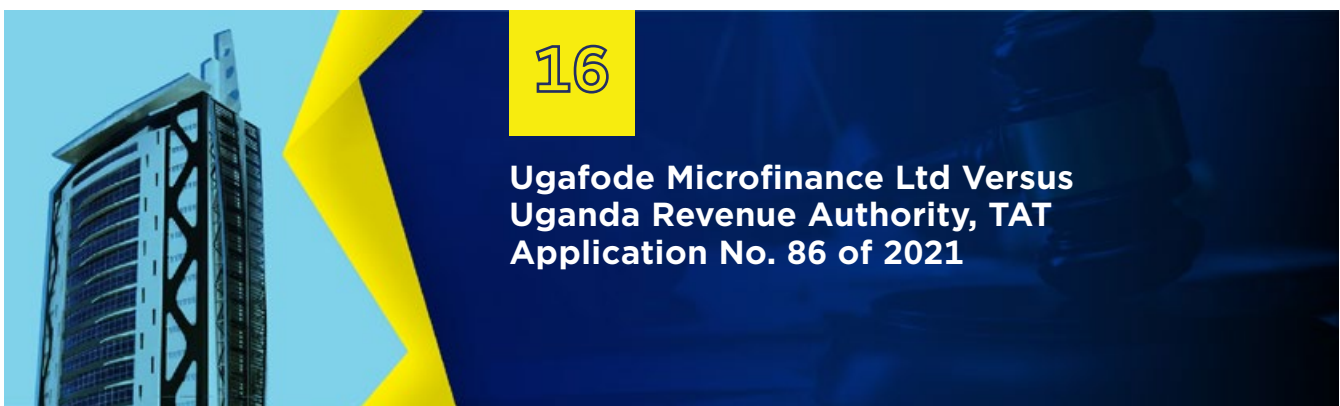 16
Ugafode Microfinance Ltd Versus
Uganda Revenue Authority, TAT
Application No. 86 of 2021